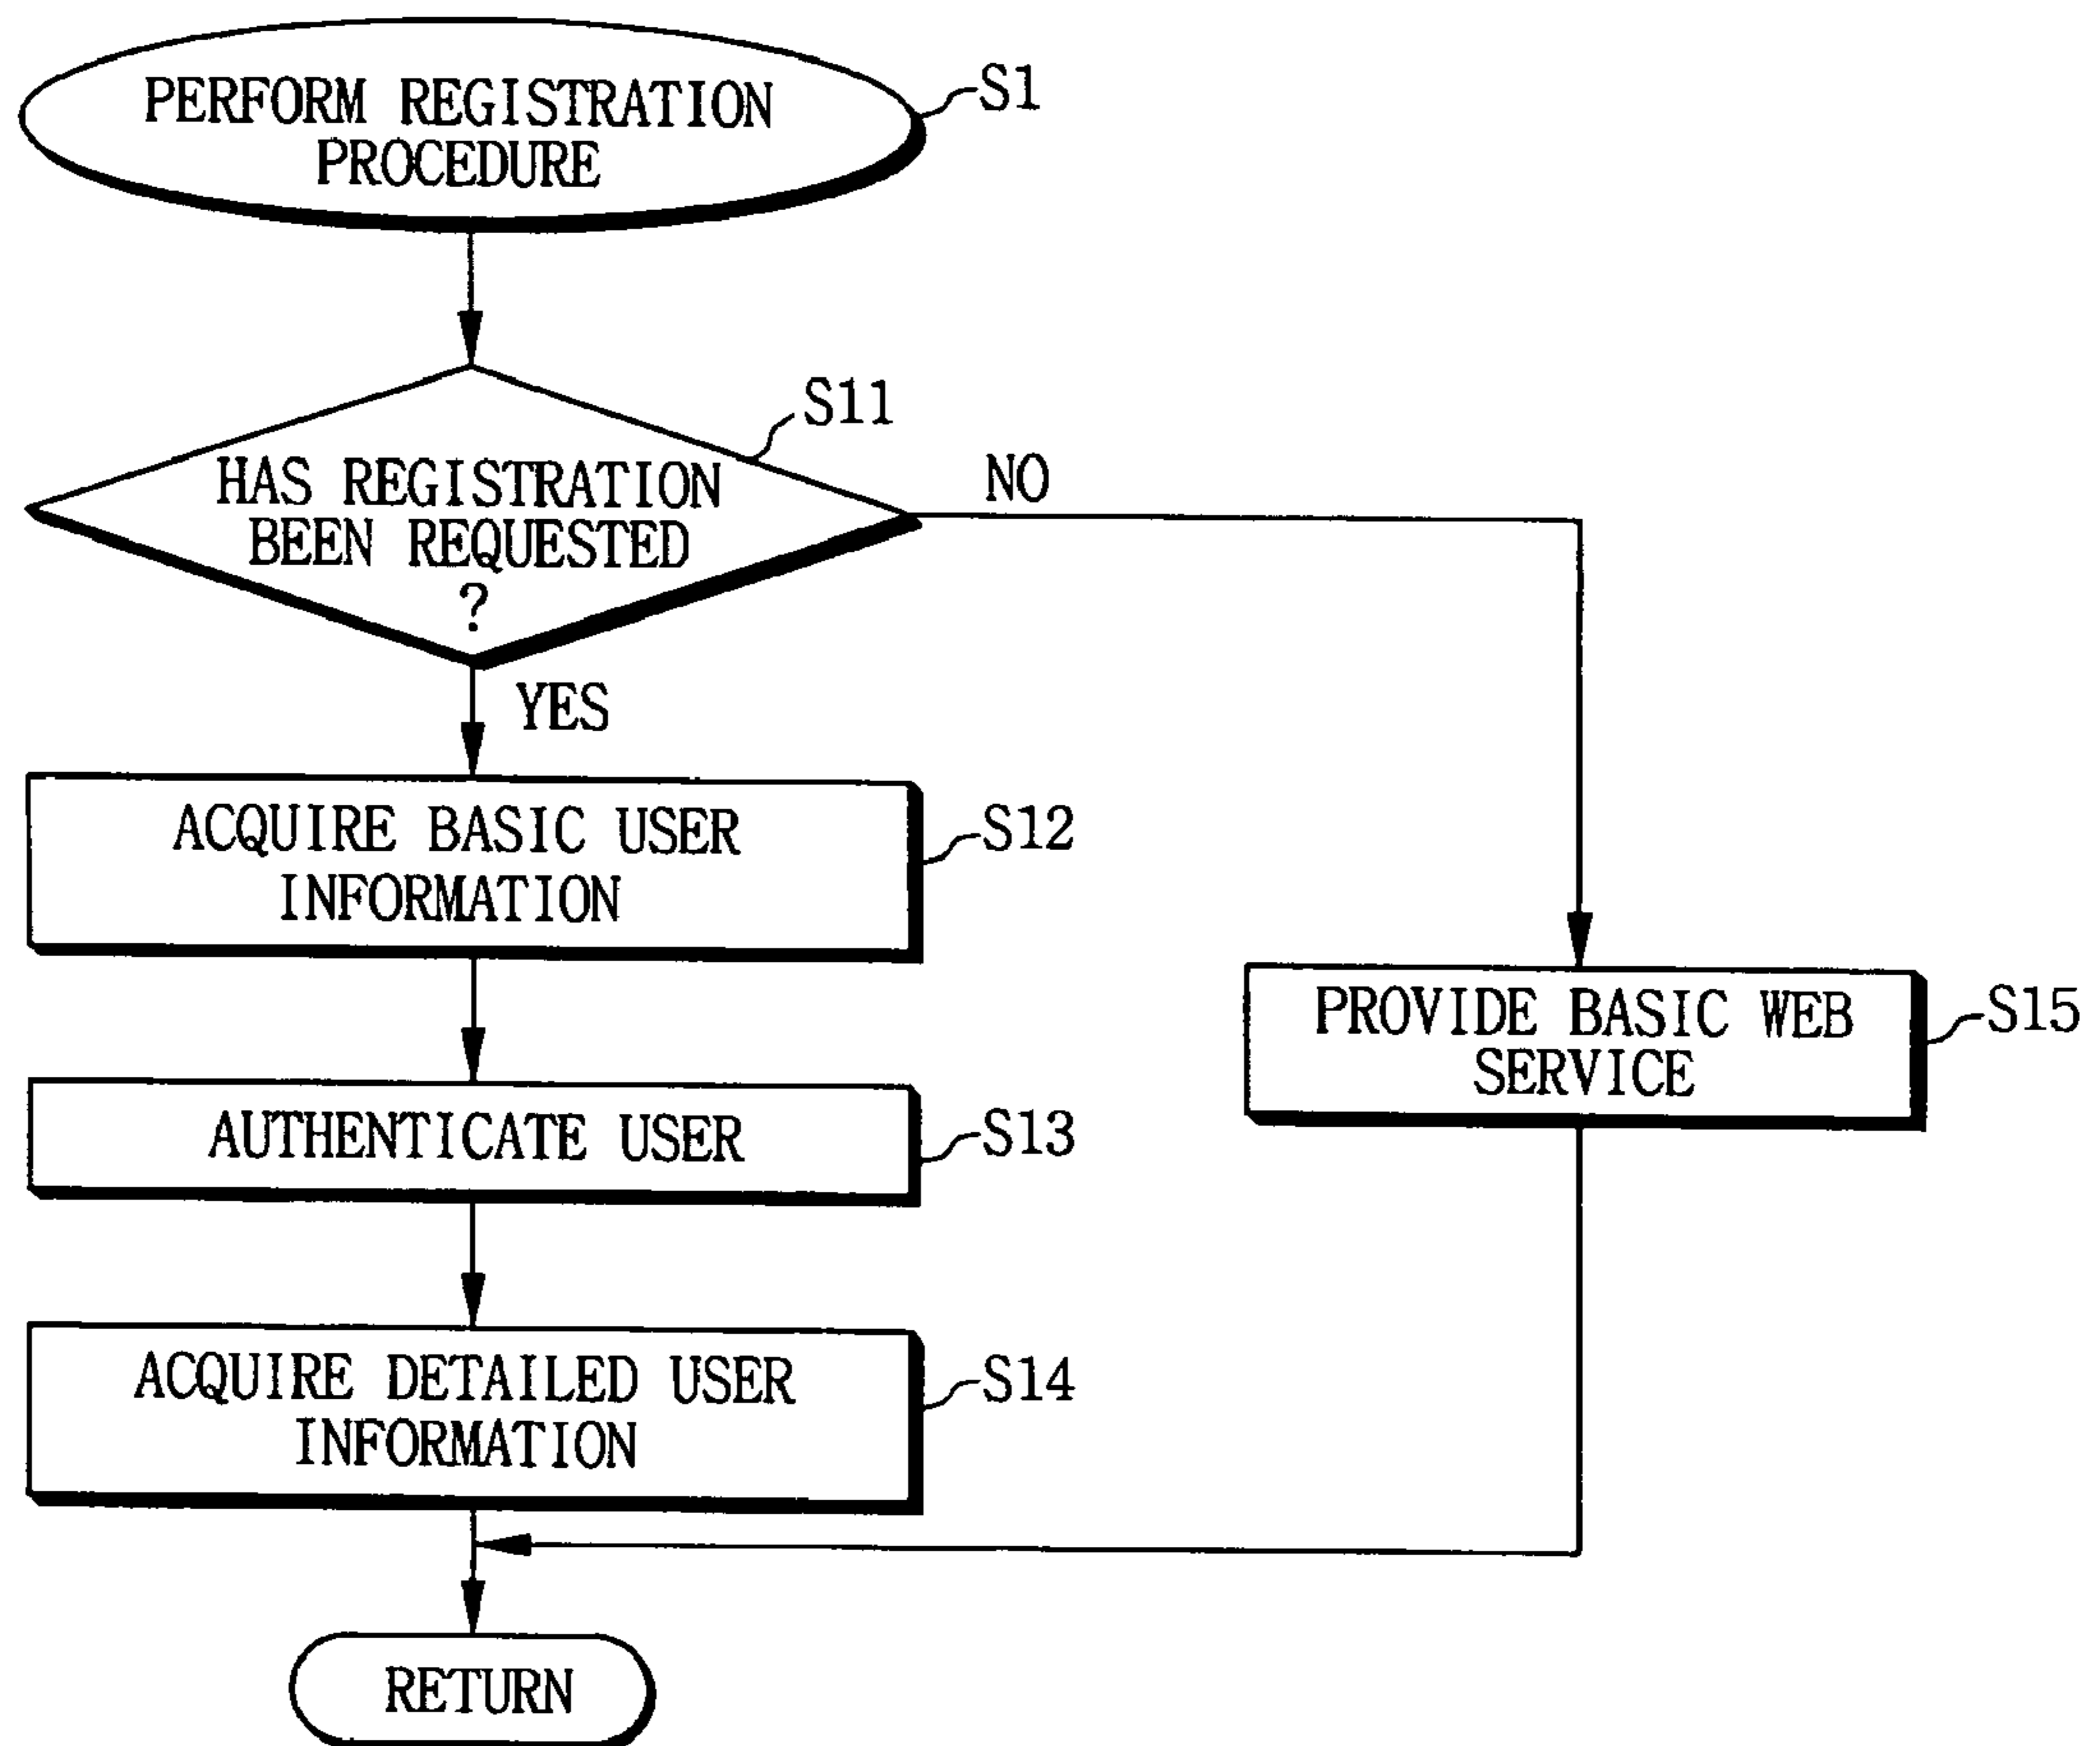 PERFORM REGISTRATION
PROCEDURE
S1
S11
HAS REGISTRATION
BEEN REQUESTED
?
NO
YES
ACQUIRE BASIC USER
INFORMATION
S12
PROVIDE BASIC WEB
SERVICE
S15
AUTHENTICATE USER
S13
ACQUIRE DETAILED USER
INFORMATION
S14
RETURN